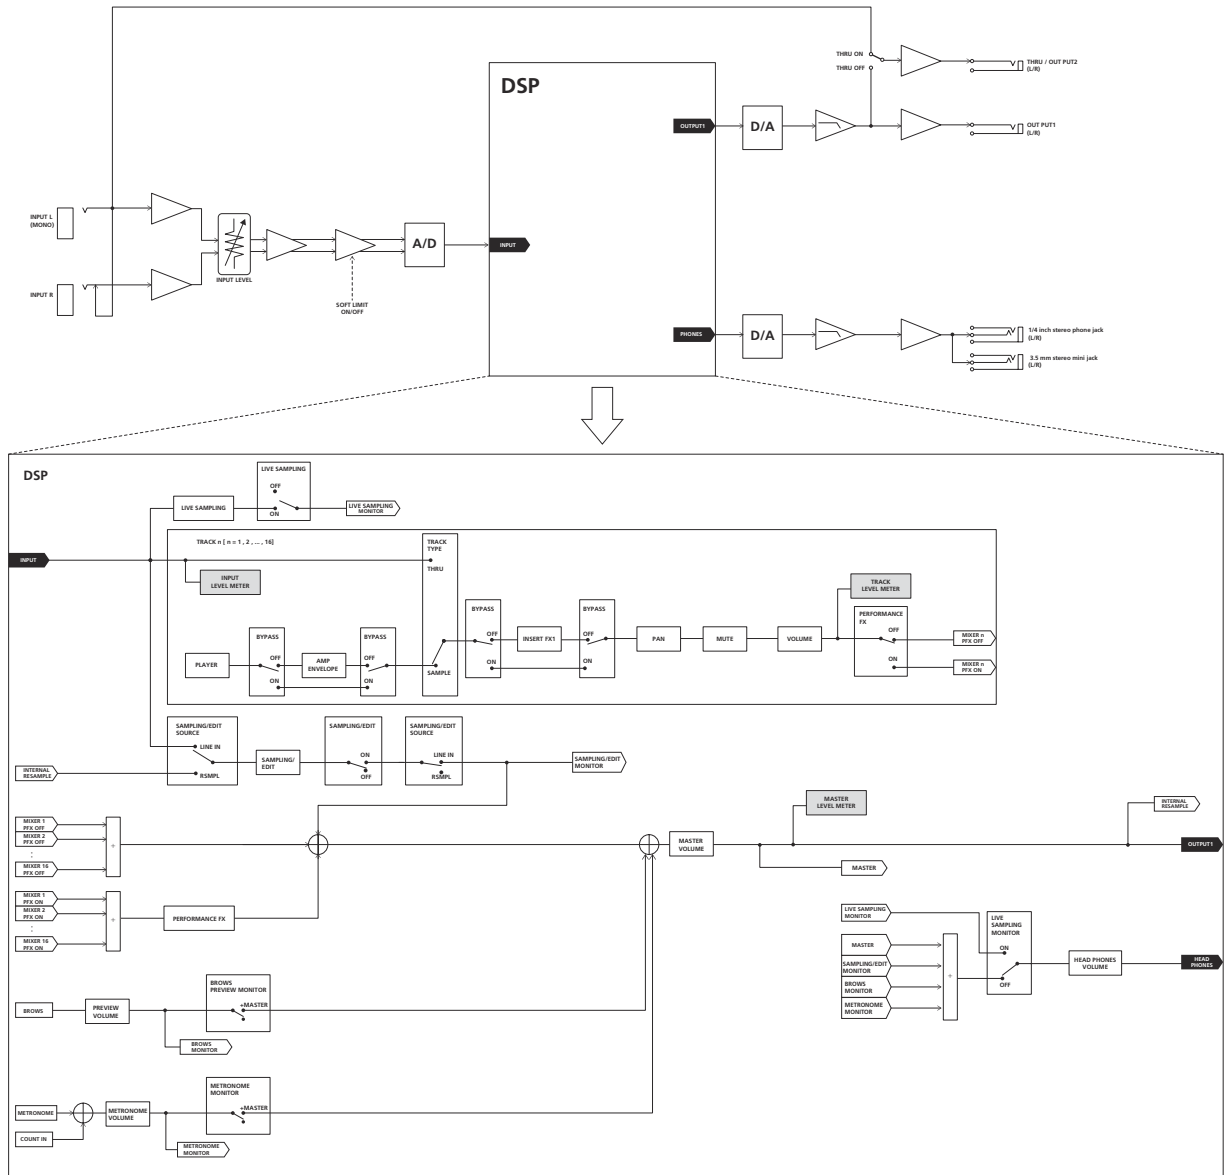 THRU ON
THRU OFF
THRU / OUT PUT2
(L/R)
DSP
OUTPUT1
D/A
OUT PUT1
(L/R)
INPUT L
(MONO)
INPUT R
INPUT LEVEL
SOFT LIMIT
ON/OFF
A/D
INPUT
PHONES
D/A
1/4 inch stereo phone jack
(L/R)
3.5 mm stereo mini jack
(L/R)
DSP
LIVE SAMPLING
LIVE SAMPLING
OFF
ON
LIVE SAMPLING
MONITOR
INPUT
TRACK n [ n = 1 , 2 , ... , 16]
INPUT
LEVEL METER
TRACK
TYPE
THRU
SAMPLE
PLAYER
BYPASS
OFF
ON
AMP
ENVELOPE
BYPASS
OFF
ON
BYPASS
OFF
ON
INSERT FX1
BYPASS
OFF
ON
PAN
MUTE
VOLUME
TRACK
LEVEL METER
PERFORMANCE
FX
OFF
ON
MIXER n
PFX OFF
MIXER n
PFX ON
SAMPLING/EDIT
SOURCE
LINE IN
RSMPL
INTERNAL
RESAMPLE
SAMPLING/
EDIT
SAMPLING/EDIT
ON
OFF
SAMPLING/EDIT
SOURCE
LINE IN
RSMPL
SAMPLING/EDIT
MONITOR
MIXER 1
PFX OFF
MIXER 2
PFX OFF
:
MIXER 16
PFX OFF
+
MIXER 1
PFX ON
MIXER 2
PFX ON
:
MIXER 16
PFX ON
+
PERFORMANCE FX
MASTER
VOLUME
MASTER
LEVEL METER
MASTER
INTERNAL
RESAMPLE
OUTPUT1
LIVE SAMPLING
MONITOR
MASTER
SAMPLING/EDIT
MONITOR
BROWS
MONITOR
METRONOME
MONITOR
+
LIVE
SAMPLING
MONITOR
ON
OFF
HEAD PHONES
VOLUME
HEAD
PHONES
BROWS
PREVIEW
VOLUME
BROWS
PREVIEW MONITOR
+MASTER
BROWS
MONITOR
METRONOME
COUNT IN
METRONOME
VOLUME
METRONOME
MONITOR
+MASTER
METRONOME
MONITOR